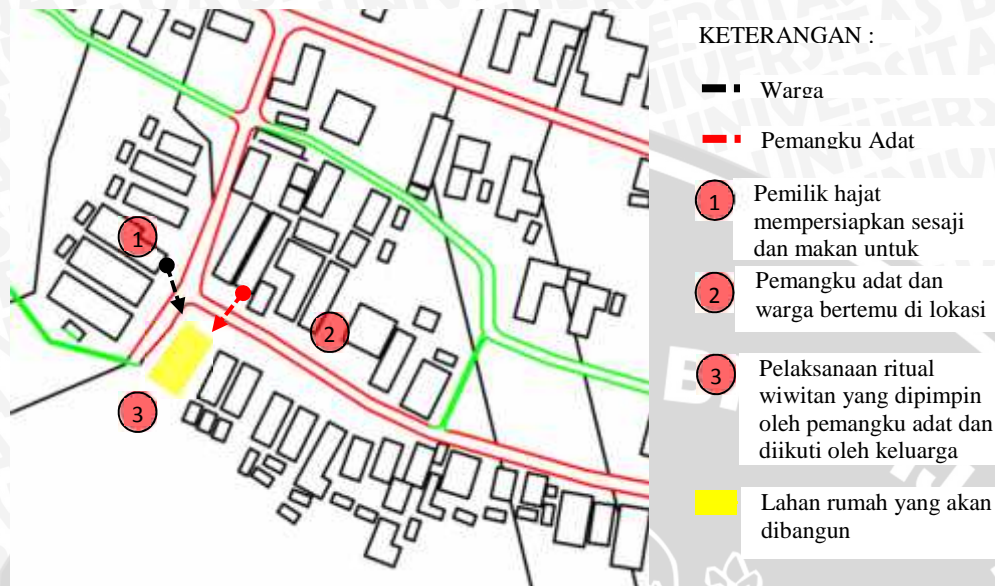 KETERANGAN :
Warga
Pemangku Adat
1
Pemilik hajat
mempersiapkan sesaji
dan makan untuk
2
Pemangku adat dan
warga bertemu di lokasi
3
Pelaksanaan ritual
wiwitan yang dipimpin
oleh pemangku adat dan
diikuti oleh keluarga
Lahan rumah yang akan
dibangun
1
2
3